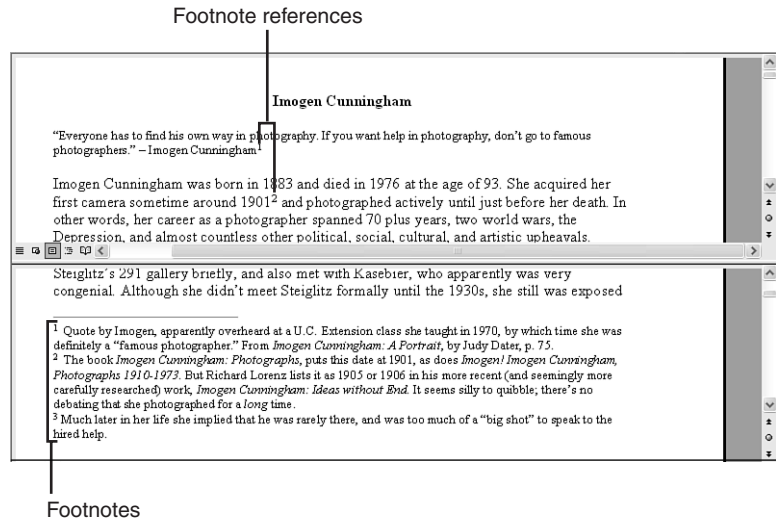 Footnote references
Imogen Cunningham
“Everyone has to find his own way in photography. If you want help in photography, don’t go to famous
photographers.” – Imogen Cunningham1
Imogen Cunningham was born in 1883 and died in 1976 at the age of 93. She acquired her
first camera sometime around 1901² and photographed actively until just before her death. In
other words, her career as a photographer spanned 70 plus years, two world wars, the
Depression, and almost countless other political, social, cultural, and artistic upheavals.
Steiglitz’s 291 gallery briefly, and also met with Kasebier, who apparently was very
congenial. Although she didn’t meet Steiglitz formally until the 1930s, she still was exposed
1 Quote by Imogen, apparently overheard at a U.C. Extension class she taught in 1970, by which time she was
definitely a “famous photographer.” From Imogen Cunningham: A Portrait, by Judy Dater, p. 75.
2 The book Imogen Cunningham: Photographs, puts this date at 1901, as does Imogen! Imogen Cunningham,
Photographs 1910-1973. But Richard Lorenz lists it as 1905 or 1906 in his more recent (and seemingly more
carefully researched) work, Imogen Cunningham: Ideas without End. It seems silly to quibble; there’s no
debating that she photographed for a long time.
3 Much later in her life she implied that he was rarely there, and was too much of a “big shot” to speak to the
hired help.
Footnotes